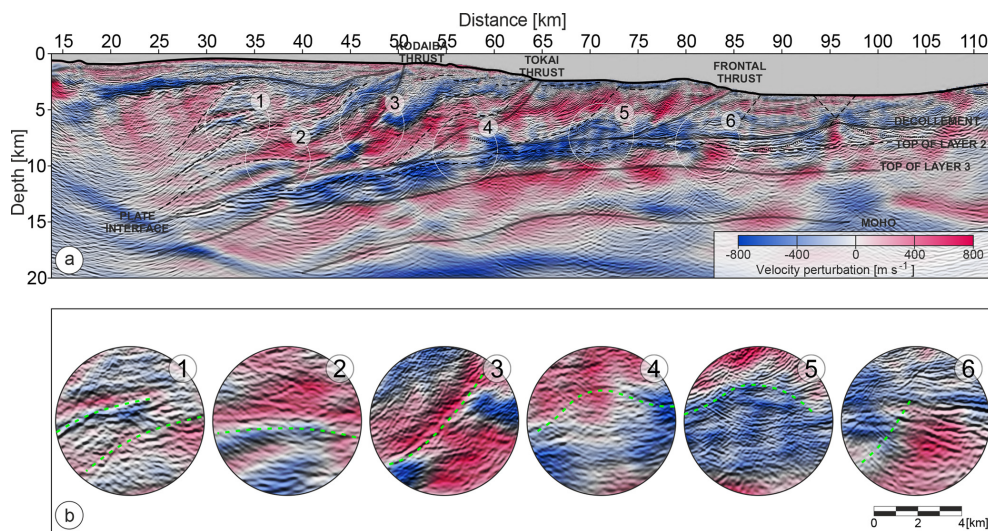 Distance [km]
14 20 25 30 35 40 45 50 55 60 65 70 75 80 85 90 95 100 105 112
Depth [km]
0
5
10
15
20
KODAIBA
THRUST
TOKAI
THRUST
FRONTAL
THRUST
1
2
3
4
5
6
DECOLLEMENT
TOP OF LAYER 2
TOP OF LAYER 3
PLATE
INTERFACE
MOHO
-800 -400 0 400 800
Velocity perturbation [m s⁻¹]
a
1
2
3
4
5
6
b
0 2 4 [km]